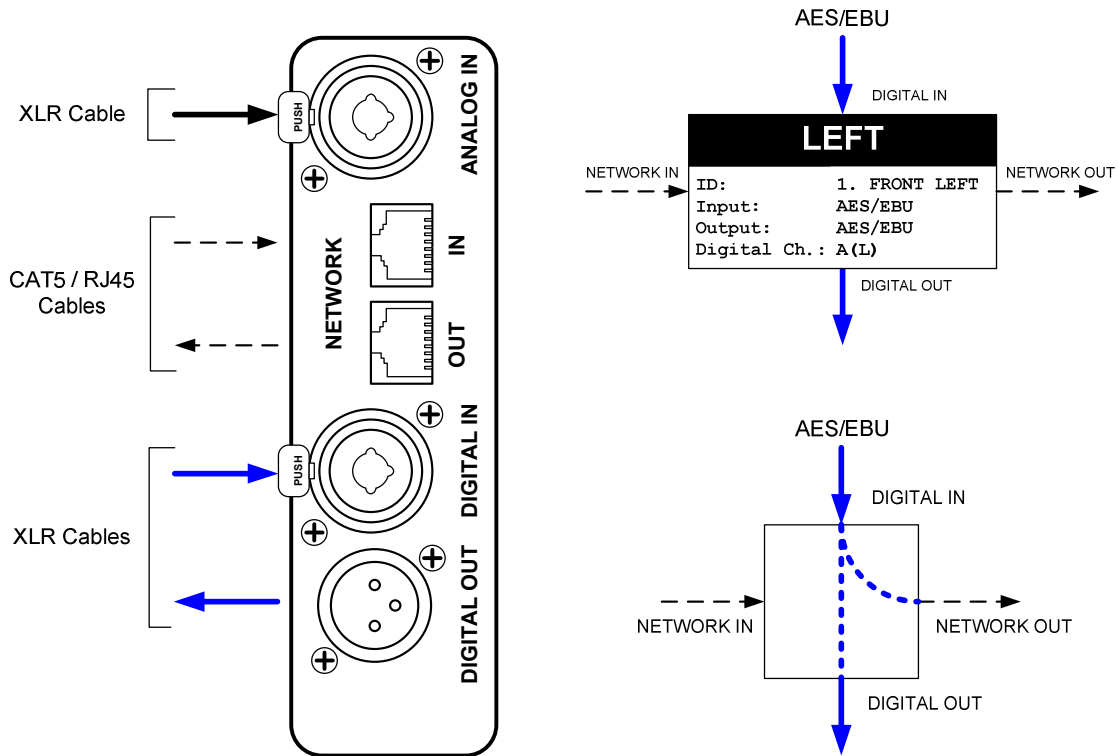 XLR Cable
PUSH
ANALOG IN
CAT5 / RJ45
Cables
NETWORK
IN
OUT
XLR Cables
PUSH
DIGITAL IN
DIGITAL OUT
AES/EBU
DIGITAL IN
LEFT
NETWORK IN
NETWORK OUT
ID: 1. FRONT LEFT
Input: AES/EBU
Output: AES/EBU
Digital Ch.: A(L)
DIGITAL OUT
AES/EBU
DIGITAL IN
NETWORK IN
NETWORK OUT
DIGITAL OUT